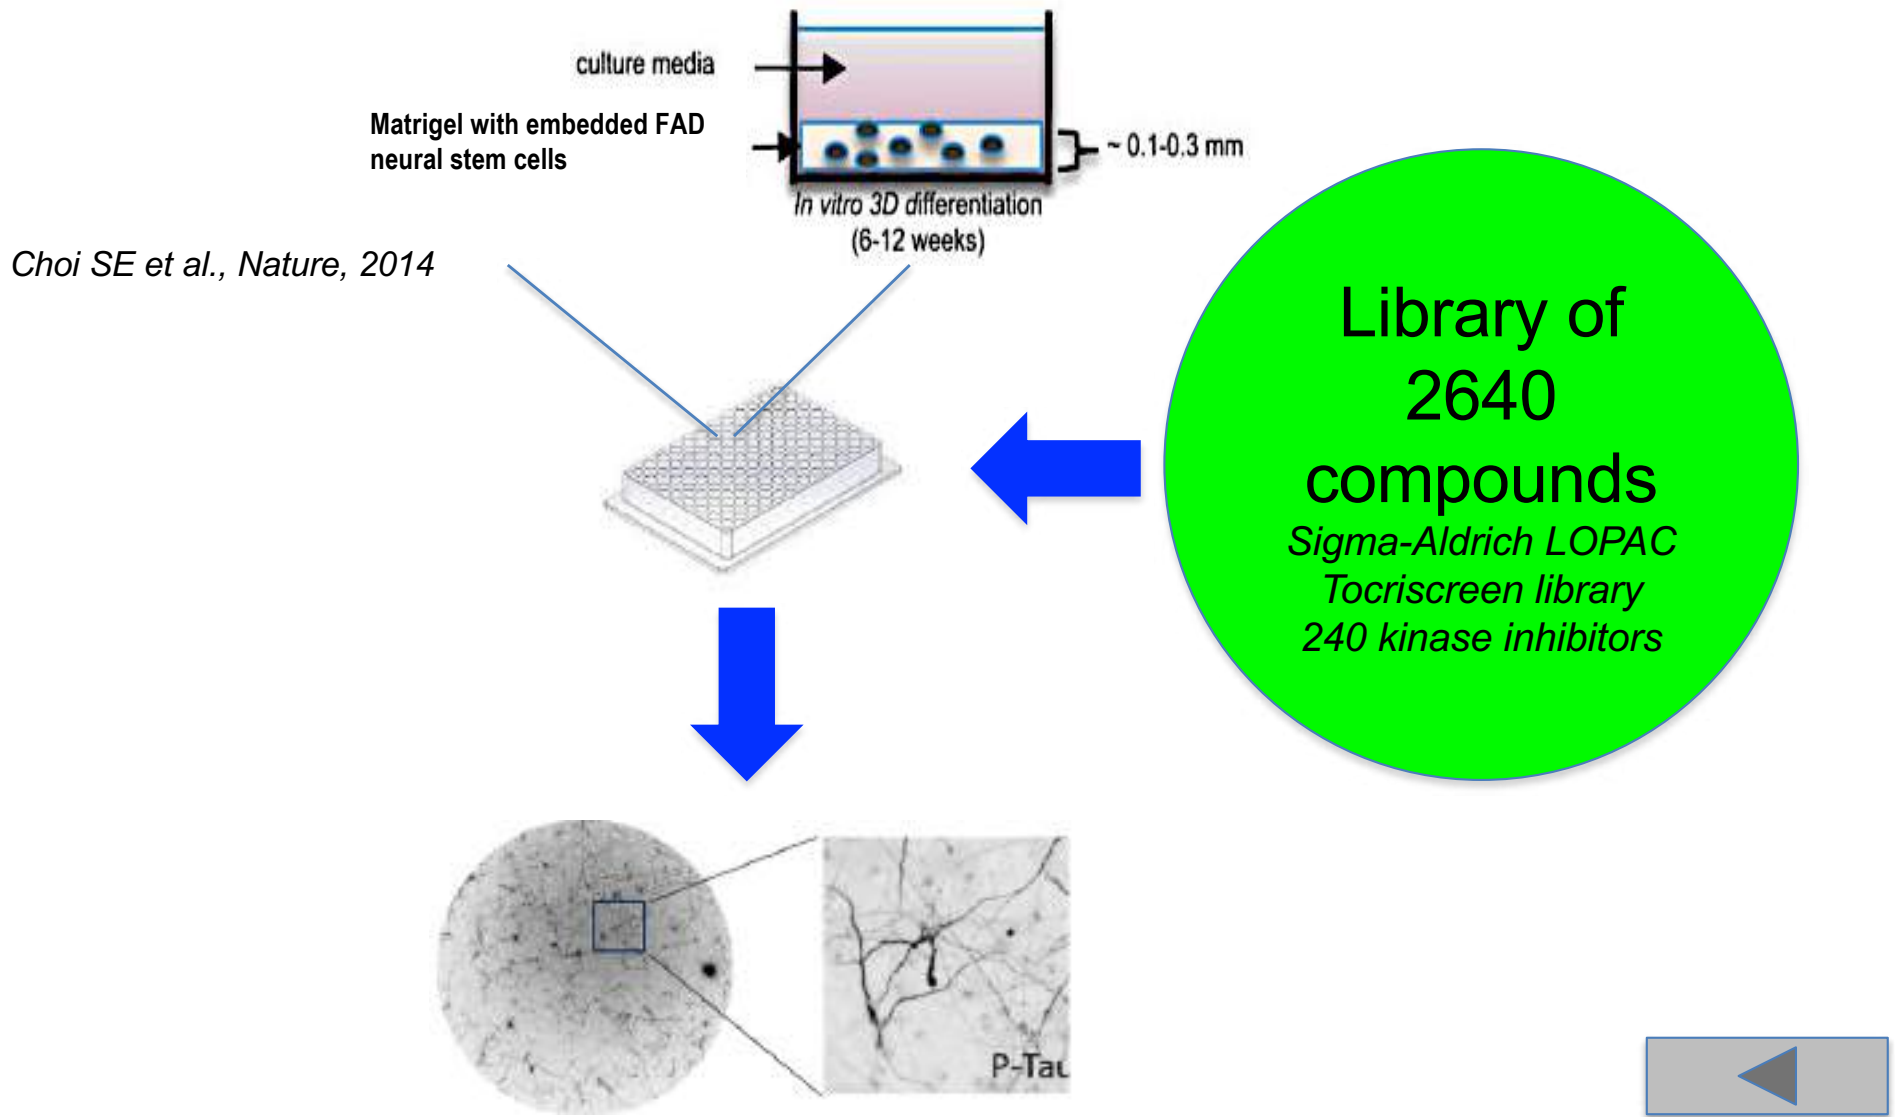 culture media
Matrigel with embedded FAD
neural stem cells
~ 0.1-0.3 mm
In vitro 3D differentiation
(6-12 weeks)
Choi SE et al., Nature, 2014
Library of
2640
compounds
Sigma-Aldrich LOPAC
Tocriscreen library
240 kinase inhibitors
P-Tau